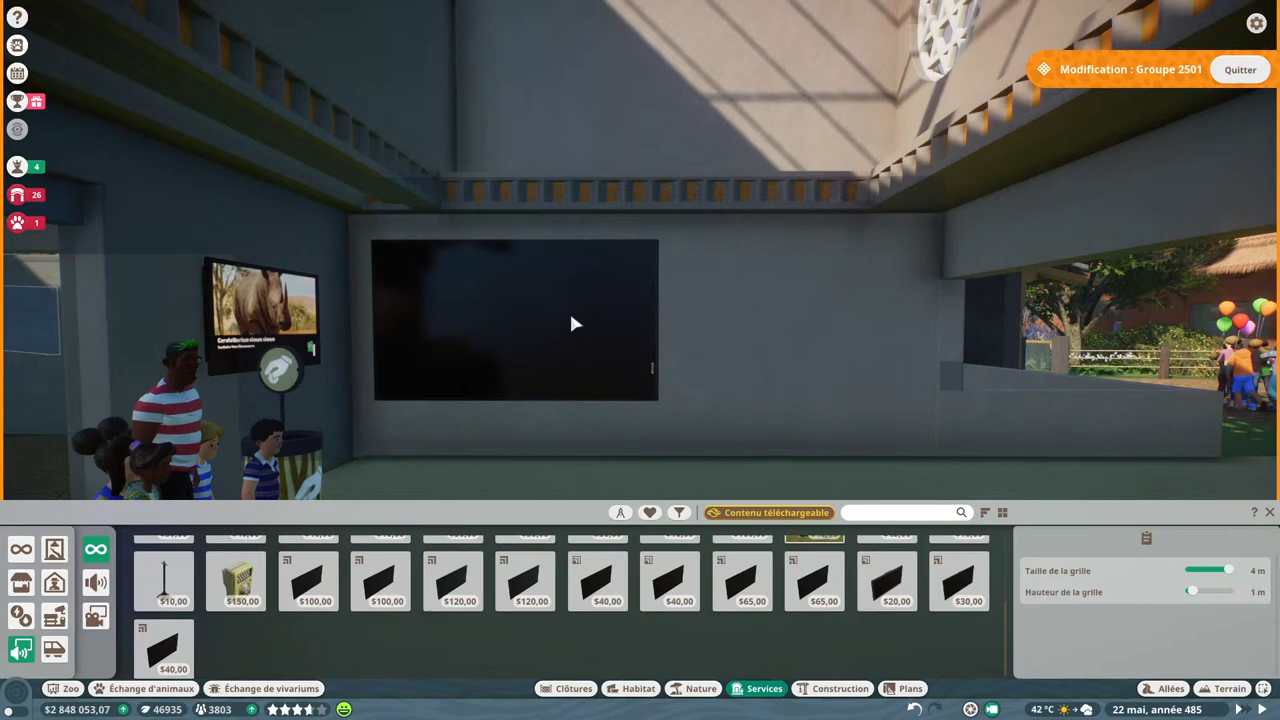 Modification : Groupe 2501
Quitter
4
26
1
Contenu téléchargeable
$10,00
$150,00
$100,00
$100,00
$120,00
$120,00
$40,00
$40,00
$65,00
$65,00
$20,00
$30,00
$40,00
Taille de la grille
4 m
Hauteur de la grille
1 m
Zoo
Échange d'animaux
Échange de vivariums
Clôtures
Habitat
Nature
Services
Construction
Plans
Allées
Terrain
$2 848 053,07
46935
3803
42 °C
22 mai, année 485